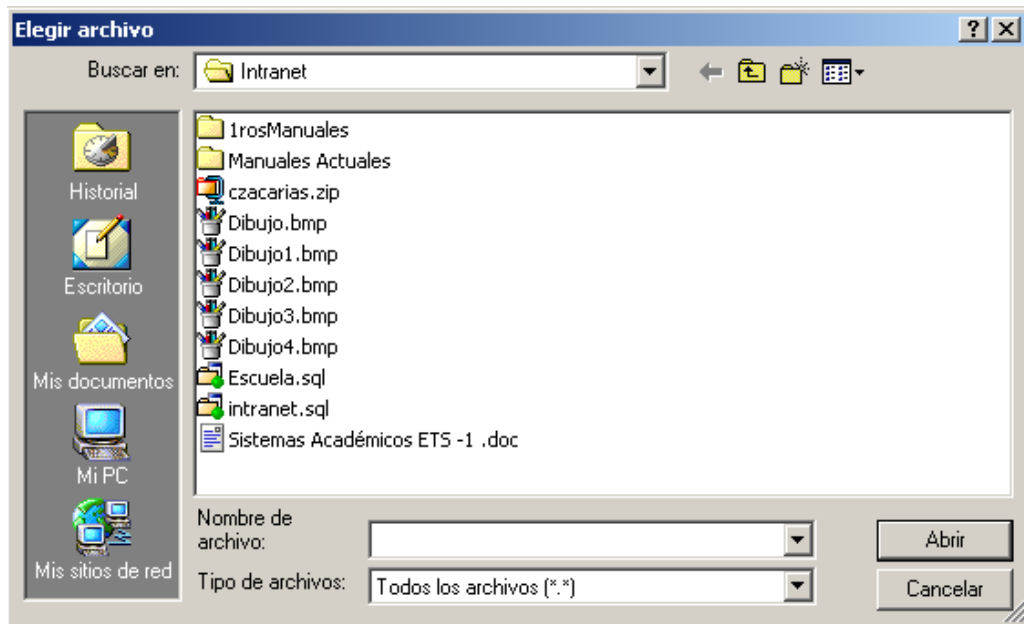 Elegir archivo
Buscar en:
Intranet
Historial
Escritorio
Mis documentos
Mi PC
Mis sitios de red
1rosManuales
Manuales Actuales
czacarias.zip
Dibujo.bmp
Dibujo1.bmp
Dibujo2.bmp
Dibujo3.bmp
Dibujo4.bmp
Escuela.sql
intranet.sql
Sistemas Académicos ETS -1 .doc
Nombre de
archivo:
Abrir
Tipo de archivos:
Todos los archivos (*.*)
Cancelar